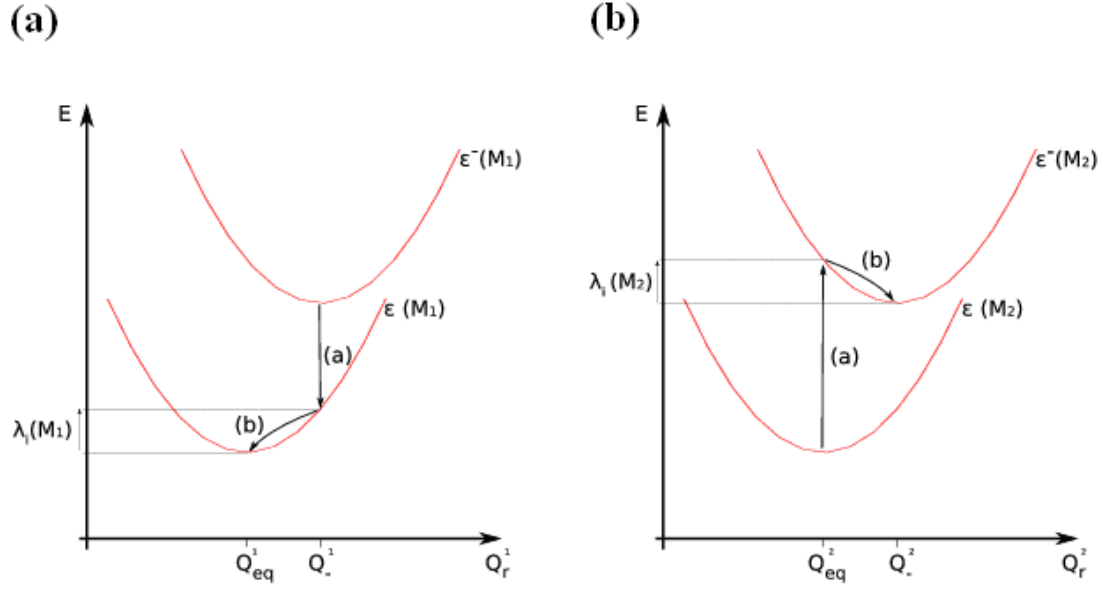 (a)
E
ε⁻(M₁)
ε (M₁)
(a)
(b)
λᵢ(M₁)
Q¹eq
Q¹₋
Q¹ᵣ
(b)
E
ε⁻(M₂)
(b)
λᵢ(M₂)
ε (M₂)
(a)
Q²eq
Q²₋
Q²ᵣ